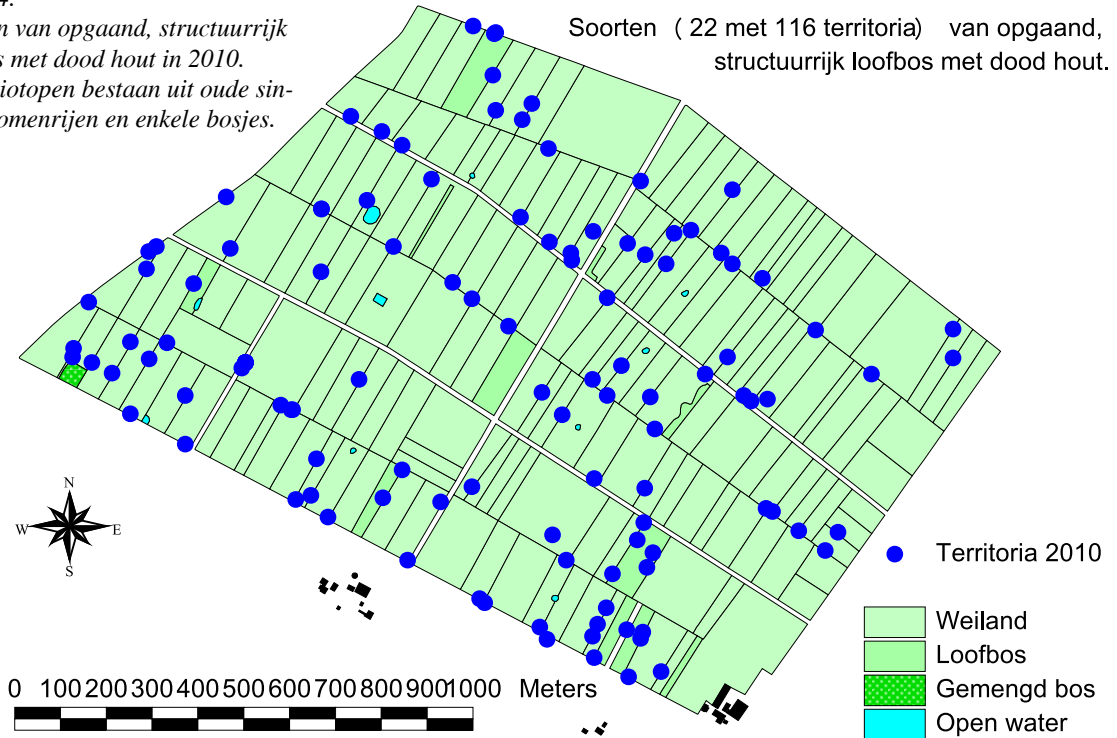 n van opgaand, structuurrijk
s met dood hout in 2010.
iotopen bestaan uit oude sin-
omenrijen en enkele bosjes.
Soorten ( 22 met 116 territoria) van opgaand,
structuurrijk loofbos met dood hout.
N
W E
S
Territoria 2010
Weiland
Loofbos
Gemengd bos
Open water
0 100 200 300 400 500 600 700 800 900 1000 Meters